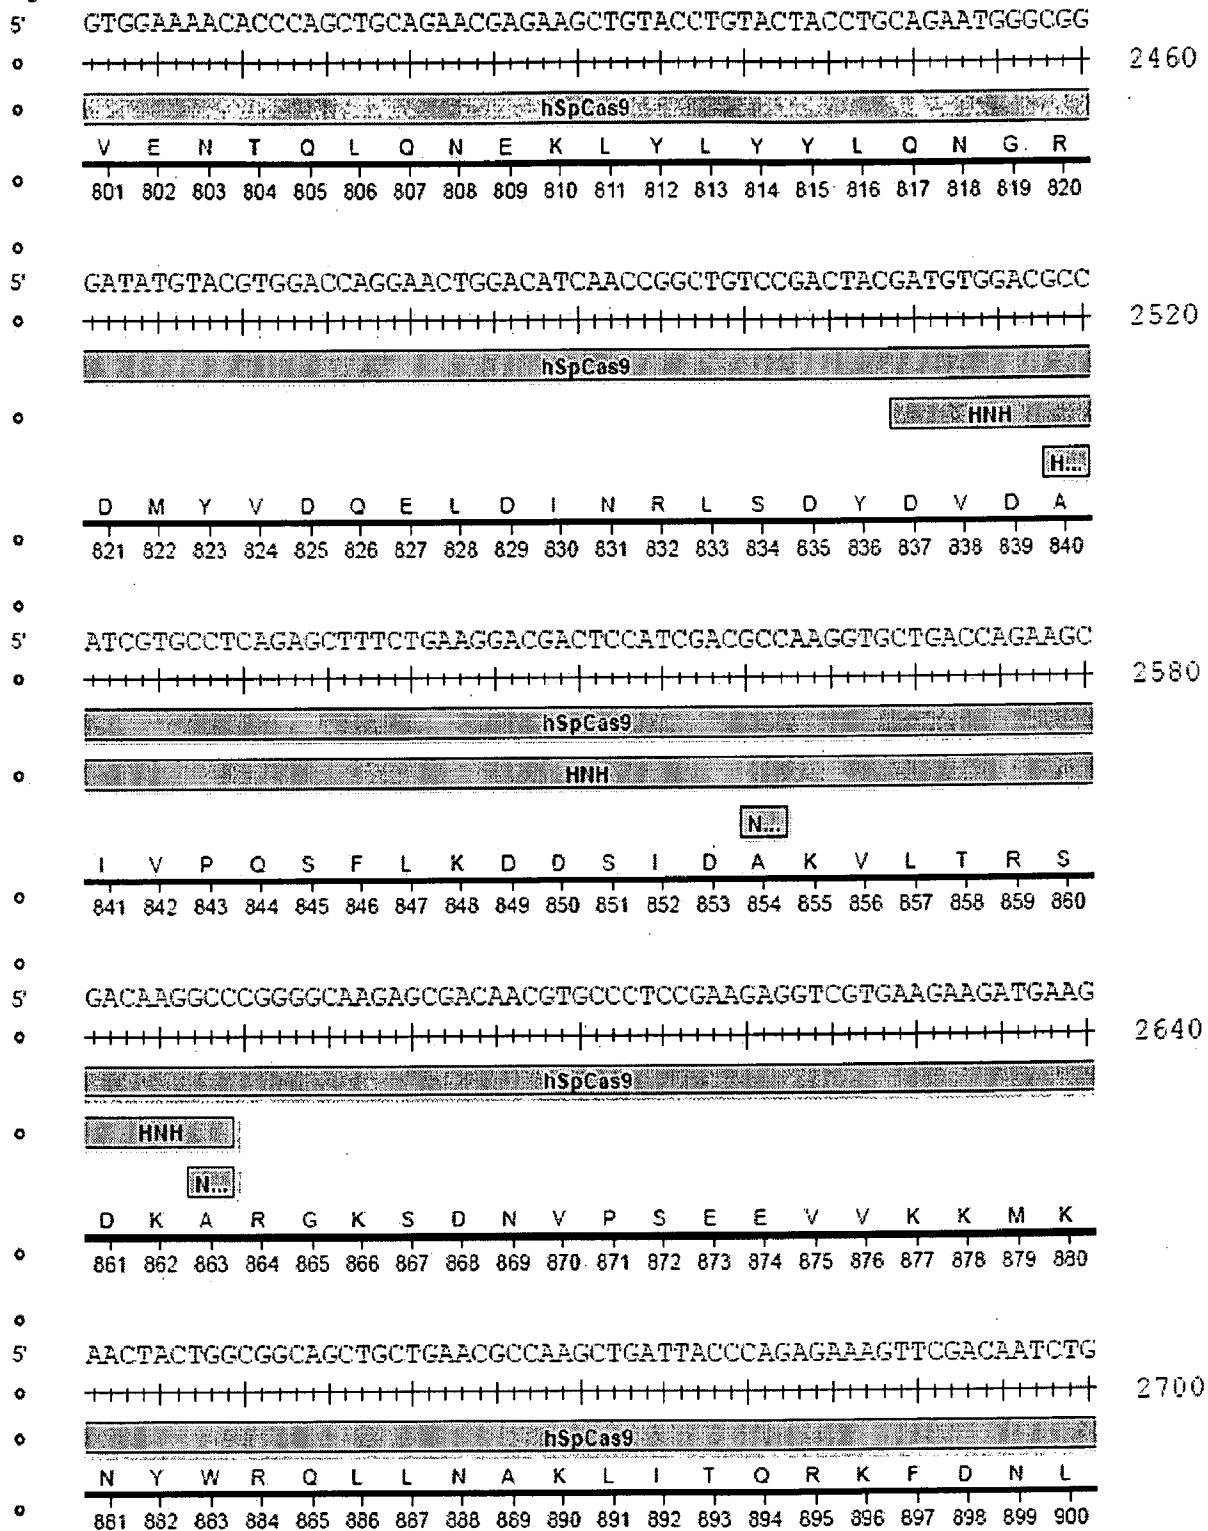 5' GTGGAAAACACCCAGCTGCAGAACGAGAAGCTGTACCTGTACTACCTGCAGAATGGGCGG
2460
hSpCas9
V E N T Q L Q N E K L Y L Y Y L Q N G R
801 802 803 804 805 806 807 808 809 810 811 812 813 814 815 816 817 818 819 820
5' GATATGTACGTGGACCAGGAACTGGACATCAACCGGCTGTCCGACTACGATGTGGACGCC
2520
hSpCas9
HNH
H...
D M Y V D Q E L D I N R L S D Y D V D A
821 822 823 824 825 826 827 828 829 830 831 832 833 834 835 836 837 838 839 840
5' ATCGTGCCTCAGAGCTTTCTGAAGGACGACTCCATCGACGCCAAGGTGCTGACCAGAAGC
2580
hSpCas9
HNH
N...
I V P Q S F L K D D S I D A K V L T R S
841 842 843 844 845 846 847 848 849 850 851 852 853 854 855 856 857 858 859 860
5' GACAAGGCCCGGGGCAAGAGCGACAACGTGCCCTCCGAAGAGGTCGTGAAGAAGATGAAG
2640
hSpCas9
HNH
N...
D K A R G K S D N V P S E E V V K K M K
861 862 863 864 865 866 867 868 869 870 871 872 873 874 875 876 877 878 879 880
5' AACTACTGGCGGCAGCTGCTGAACGCCAAGCTGATTACCCAGAGAAAGTTCGACAATCTG
2700
hSpCas9
N Y W R Q L L N A K L I T Q R K F D N L
881 882 883 884 885 886 887 888 889 890 891 892 893 894 895 896 897 898 899 900